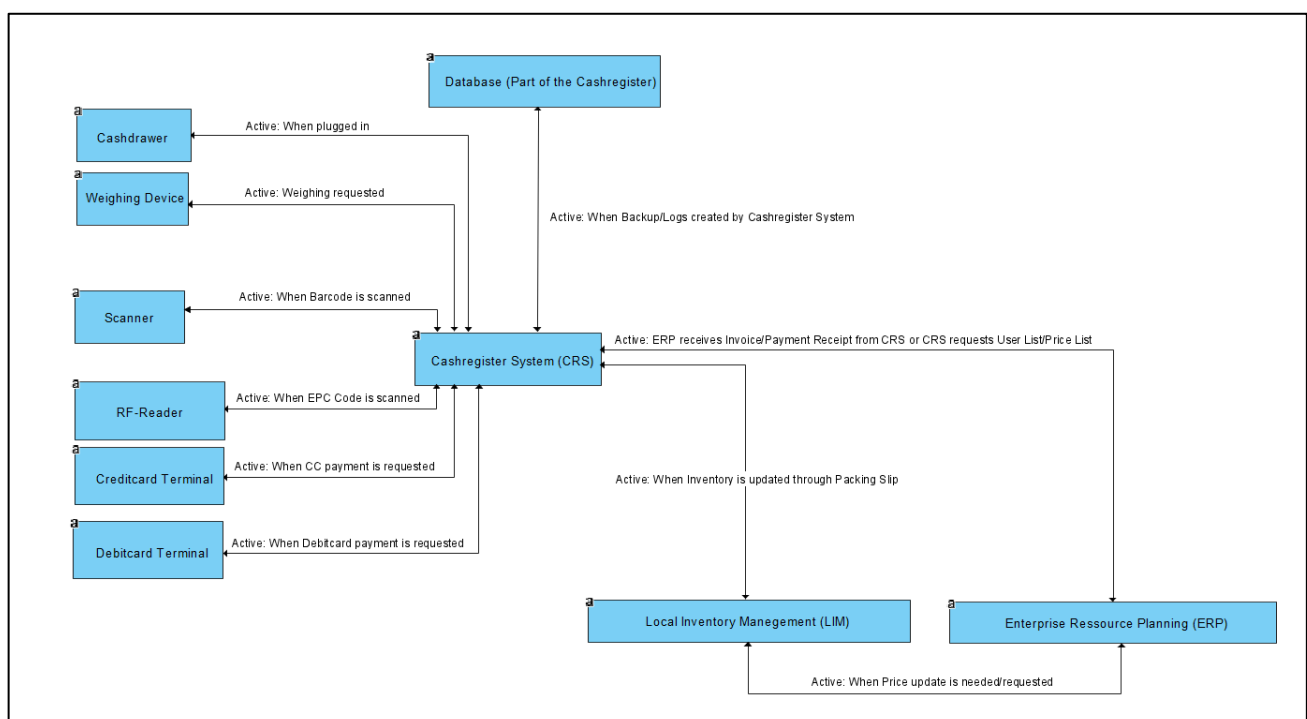 a
Database (Part of the Cashregister)
a
Cashdrawer
Active: When plugged in
a
Weighing Device
Active: Weighing requested
Active: When Backup/Logs created by Cashregister System
a
Scanner
Active: When Barcode is scanned
a
Cashregister System (CRS)
Active: ERP receives Invoice/Payment Receipt from CRS or CRS requests User List/Price List
a
RF-Reader
Active: When EPC Code is scanned
a
Creditcard Terminal
Active: When CC payment is requested
Active: When Inventory is updated through Packing Slip
a
Debitcard Terminal
Active: When Debitcard payment is requested
a
Local Inventory Manegement (LIM)
a
Enterprise Ressource Planning (ERP)
Active: When Price update is needed/requested